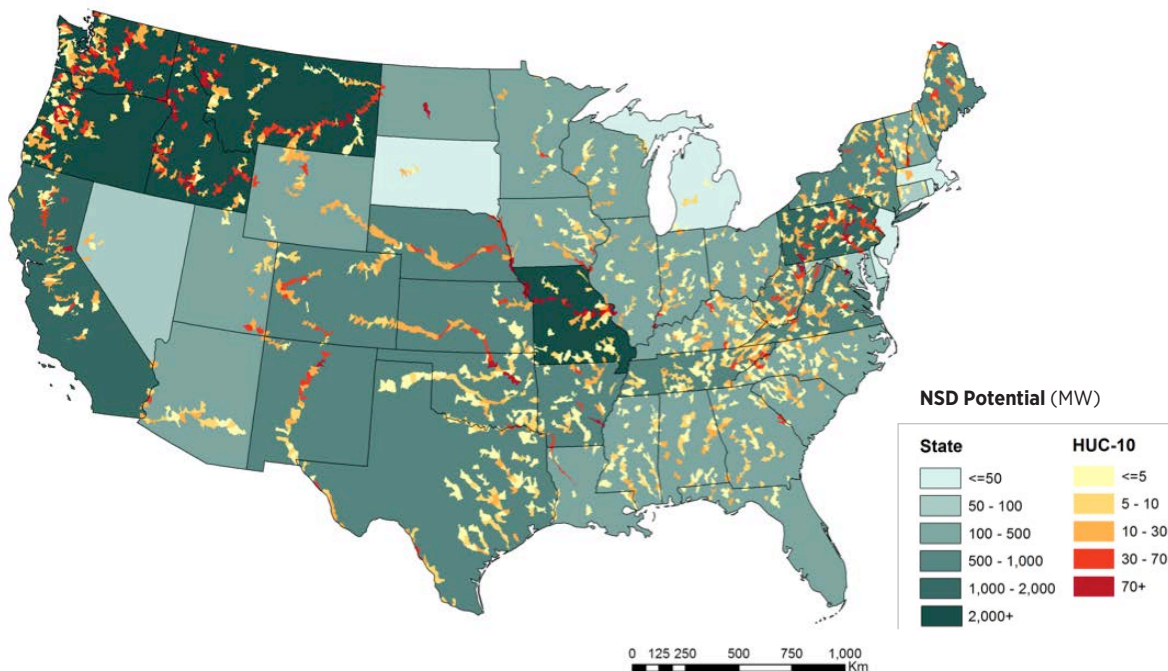 NSD Potential (MW)
State
HUC-10
<=50
<=5
50 - 100
5 - 10
100 - 500
10 - 30
500 - 1,000
30 - 70
1,000 - 2,000
70+
2,000+
0 125 250 500 750 1,000
Km